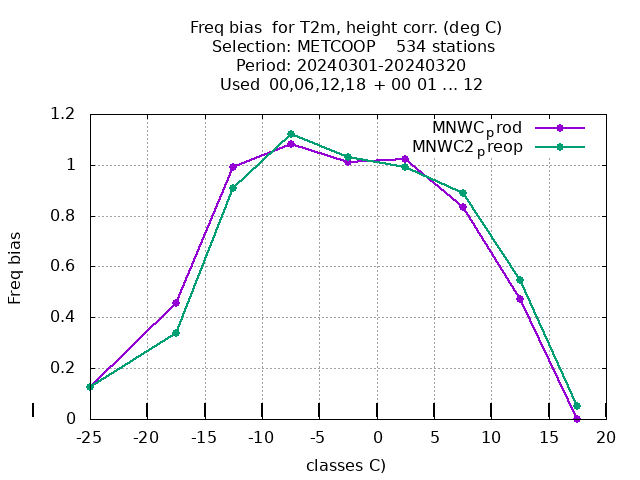 Freq bias  for T2m, height corr. (deg C)
Selection: METCOOP    534 stations
Period: 20240301-20240320
Used  00,06,12,18 + 00 01 ... 12
MNWCprod
MNWC2preop
1.2
1
0.8
0.6
0.4
0.2
0
Freq bias
-25 -20 -15 -10 -5 0 5 10 15 20
classes C)